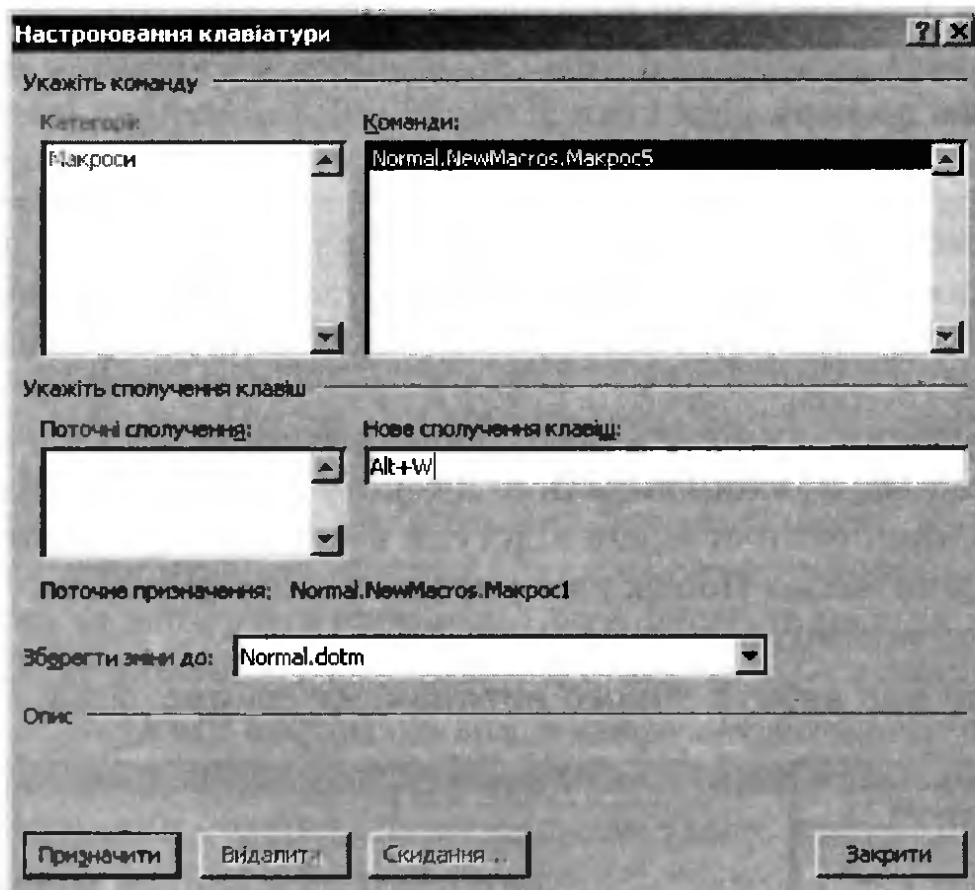 Настроювання клавіатури
Укажіть команду
Категорії:
Команди:
Макроси
Normal.NewMacros.Макрос5
Укажіть сполучення клавіш
Поточні сполучення:
Нове сполучення клавіш:
Alt+W
Поточне призначення: Normal.NewMacros.Макрос1
Зберегти зміни до: Normal.dotm
Опис
Призначити Видалити Скидання... Закрити